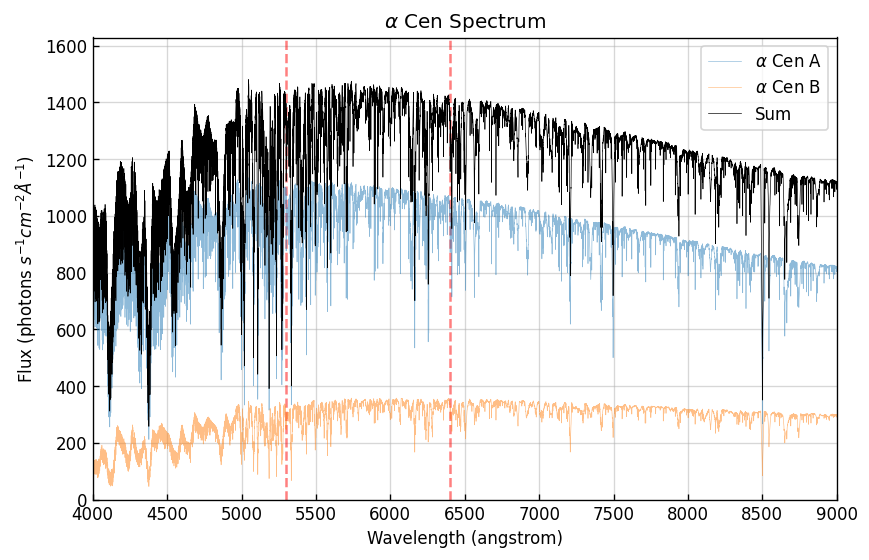 α Cen Spectrum
Flux (photons s⁻¹cm⁻²Å⁻¹)
1600
1400
1200
1000
800
600
400
200
0
α Cen A
α Cen B
Sum
4000 4500 5000 5500 6000 6500 7000 7500 8000 8500 9000
Wavelength (angstrom)